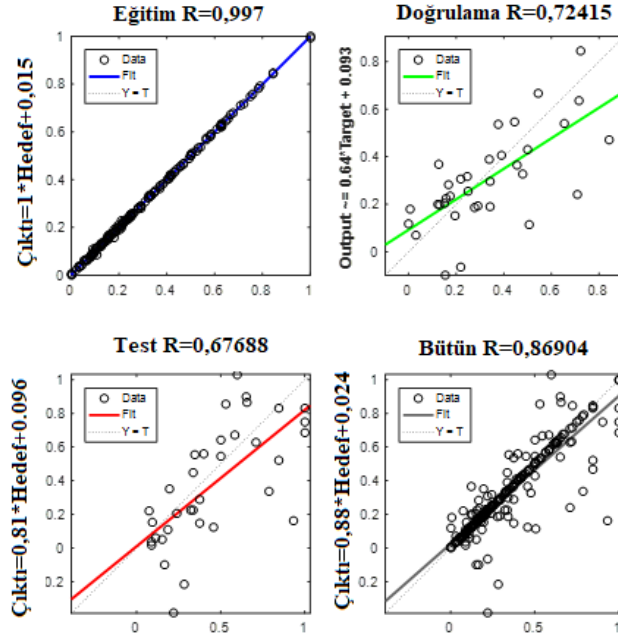 Eğitim R=0,997
Çıktı=1*Hedef+0,015
1
0.8
0.6
0.4
0.2
0
Data
Fit
Y = T
0 0.2 0.4 0.6 0.8 1
Doğrulama R=0,72415
Output ~= 0.64*Target + 0.093
0.8
0.6
0.4
0.2
0
Data
Fit
Y = T
0 0.2 0.4 0.6 0.8
Test R=0,67688
Çıktı=0,81*Hedef+0.096
1
0.8
0.6
0.4
0.2
0
0.2
Data
Fit
Y = T
0 0.5 1
Bütün R=0,86904
Çıktı=0,88*Hedef+0,024
1
0.8
0.6
0.4
0.2
0
0.2
Data
Fit
Y = T
0 0.5 1